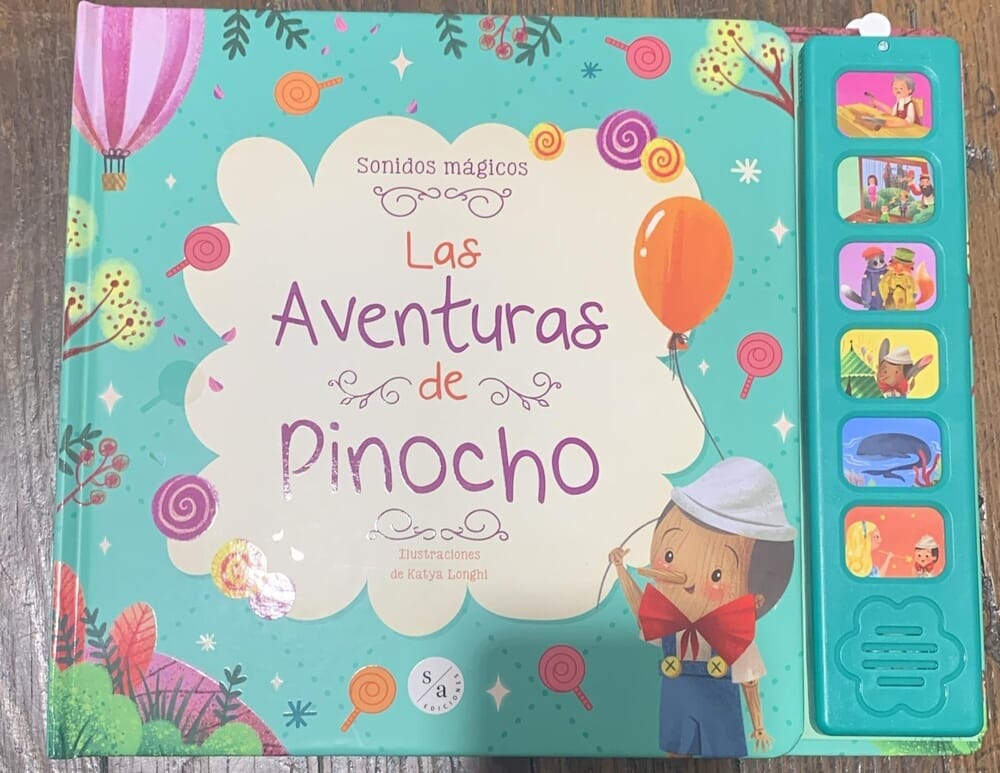 Sonidos mágicos
Las
Aventuras
de
Pinocho
Ilustraciones
de Katya Longhi
s/a
EDICIONES